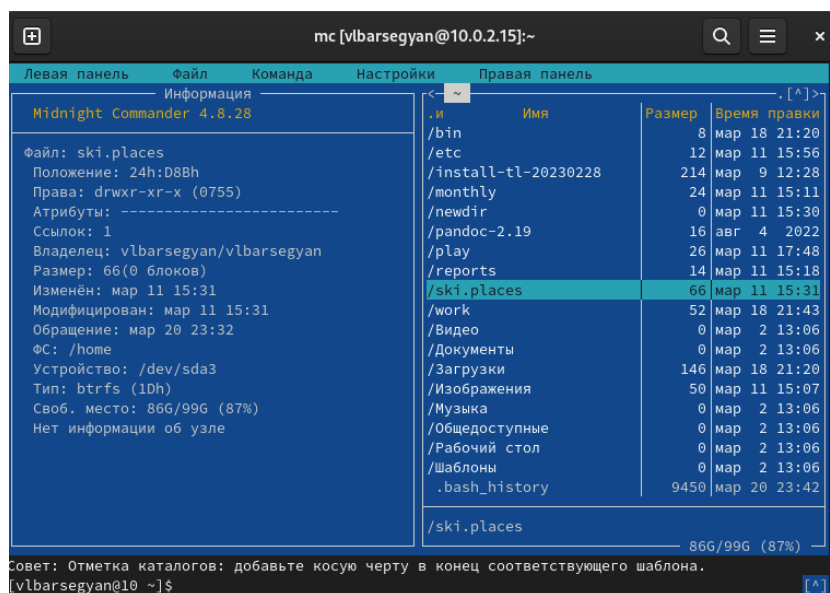 mc [vlbarsegyan@10.0.2.15]:~
Левая панель Файл Команда Настройки Правая панель
Информация
Midnight Commander 4.8.28
Файл: ski.places
Положение: 24h:D8Bh
Права: drwxr-xr-x (0755)
Атрибуты: -------------------------
Ссылок: 1
Владелец: vlbarsegyan/vlbarsegyan
Размер: 66(0 блоков)
Изменён: мар 11 15:31
Модифицирован: мар 11 15:31
Обращение: мар 20 23:32
ФС: /home
Устройство: /dev/sda3
Тип: btrfs (1Dh)
Своб. место: 86G/99G (87%)
Нет информации об узле
<- ~ .[^]>
.и Имя Размер Время правки
/bin 8 мар 18 21:20
/etc 12 мар 11 15:56
/install-tl-20230228 214 мар 9 12:28
/monthly 24 мар 11 15:11
/newdir 0 мар 11 15:30
/pandoc-2.19 16 авг 4 2022
/play 26 мар 11 17:48
/reports 14 мар 11 15:18
/ski.places 66 мар 11 15:31
/work 52 мар 18 21:43
/Видео 0 мар 2 13:06
/Документы 0 мар 2 13:06
/Загрузки 146 мар 18 21:20
/Изображения 50 мар 11 15:07
/Музыка 0 мар 2 13:06
/Общедоступные 0 мар 2 13:06
/Рабочий стол 0 мар 2 13:06
/Шаблоны 0 мар 2 13:06
.bash_history 9450 мар 20 23:42
/ski.places
86G/99G (87%)
Совет: Отметка каталогов: добавьте косую черту в конец соответствующего шаблона.
[vlbarsegyan@10 ~]$ [^]